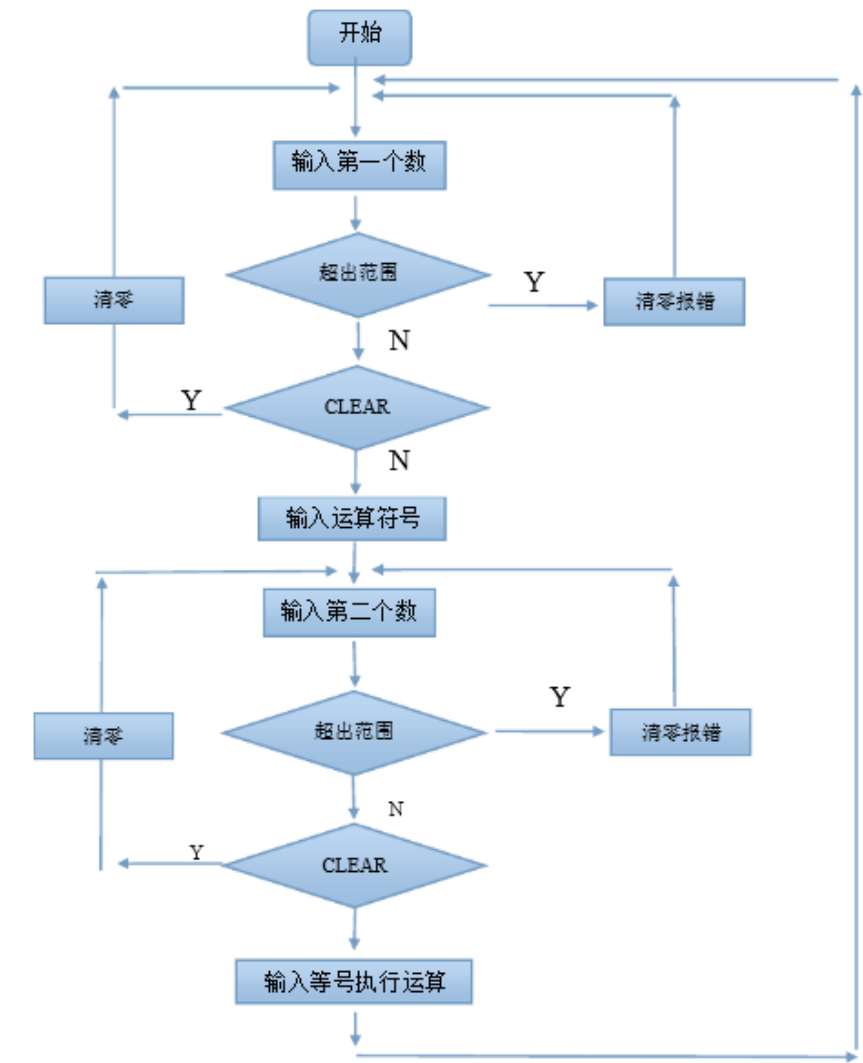 开始
输入第一个数
超出范围
Y
清零
清零报错
N
Y
CLEAR
N
输入运算符号
输入第二个数
Y
清零
超出范围
清零报错
N
Y
CLEAR
输入等号执行运算